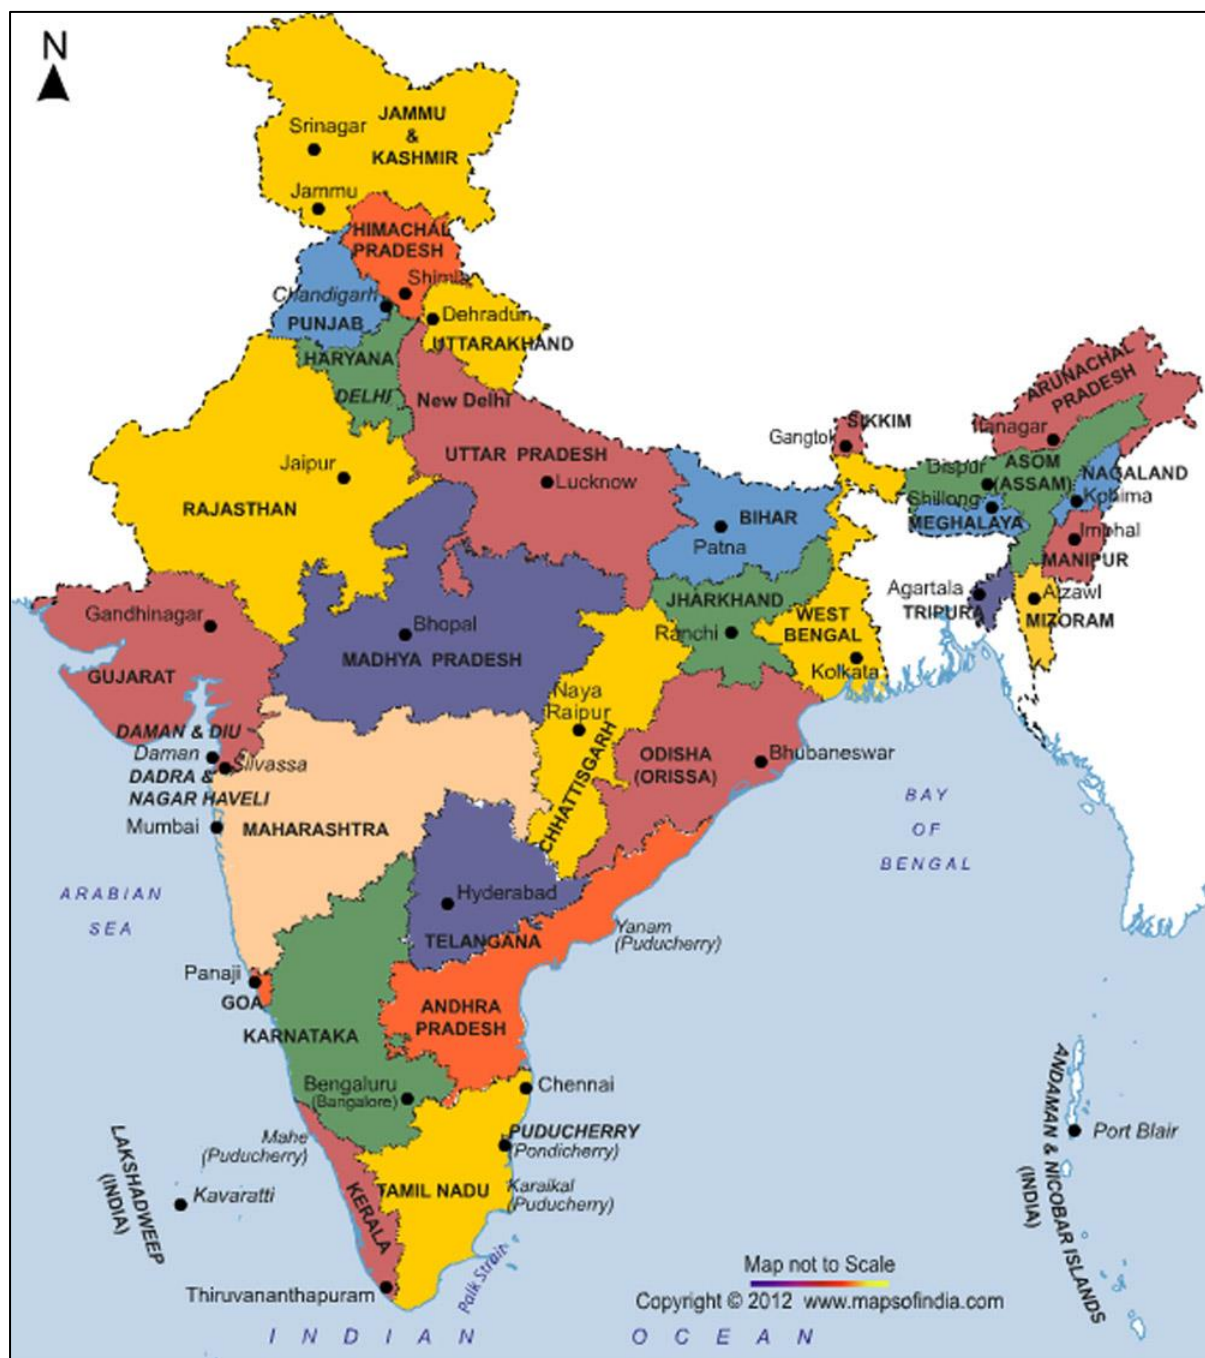 N
JAMMU
&
KASHMIR
Srinagar
Jammu
HIMACHAL
PRADESH
Shimla
Chandigarh
PUNJAB
Dehradun
UTTARAKHAND
HARYANA
DELHI
New Delhi
UTTAR PRADESH
Lucknow
Jaipur
RAJASTHAN
SIKKIM
Gangtok
ARUNACHAL
PRADESH
Itanagar
Dispur
ASOM
(ASSAM)
NAGALAND
Kohima
Shillong
MEGHALAYA
Imphal
MANIPUR
Agartala
TRIPURA
Aizawl
MIZORAM
BIHAR
Patna
JHARKHAND
Ranchi
WEST
BENGAL
Kolkata
Gandhinagar
GUJARAT
Bhopal
MADHYA PRADESH
Naya
Raipur
CHHATTISGARH
ODISHA
(ORISSA)
Bhubaneswar
DAMAN & DIU
Daman
Silvassa
DADRA &
NAGAR HAVELI
Mumbai
MAHARASHTRA
BAY
OF
BENGAL
ARABIAN
SEA
Hyderabad
TELANGANA
Yanam
(Puducherry)
Panaji
GOA
KARNATAKA
ANDHRA
PRADESH
Bengaluru
(Bangalore)
Chennai
Mahe
(Puducherry)
PUDUCHERRY
(Pondicherry)
Karaikal
(Puducherry)
TAMIL NADU
KERALA
LAKSHADWEEP
(INDIA)
Kavaratti
ANDAMAN & NICOBAR ISLANDS
(INDIA)
Port Blair
Thiruvananthapuram
Palk Strait
Map not to Scale
Copyright © 2012 www.mapsofindia.com
INDIAN OCEAN